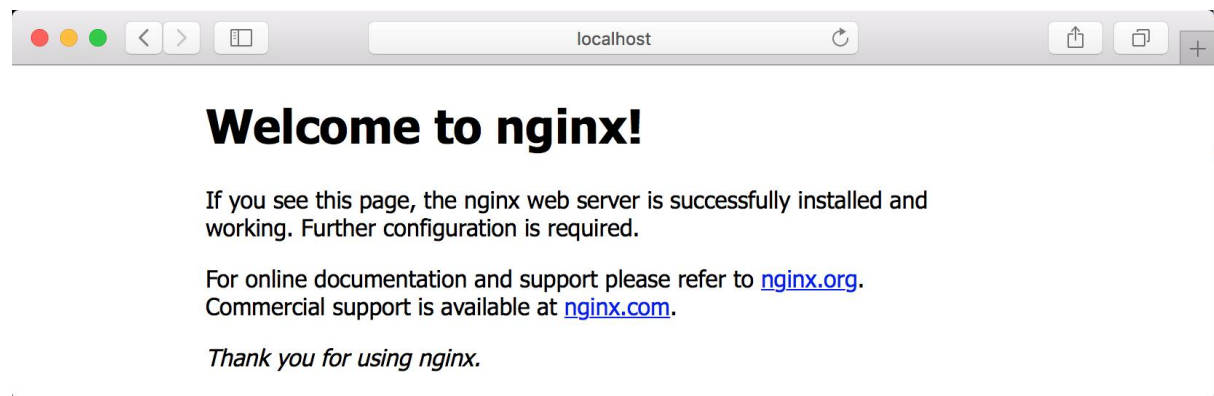 localhost
Welcome to nginx!
If you see this page, the nginx web server is successfully installed and
working. Further configuration is required.
For online documentation and support please refer to nginx.org.
Commercial support is available at nginx.com.
Thank you for using nginx.